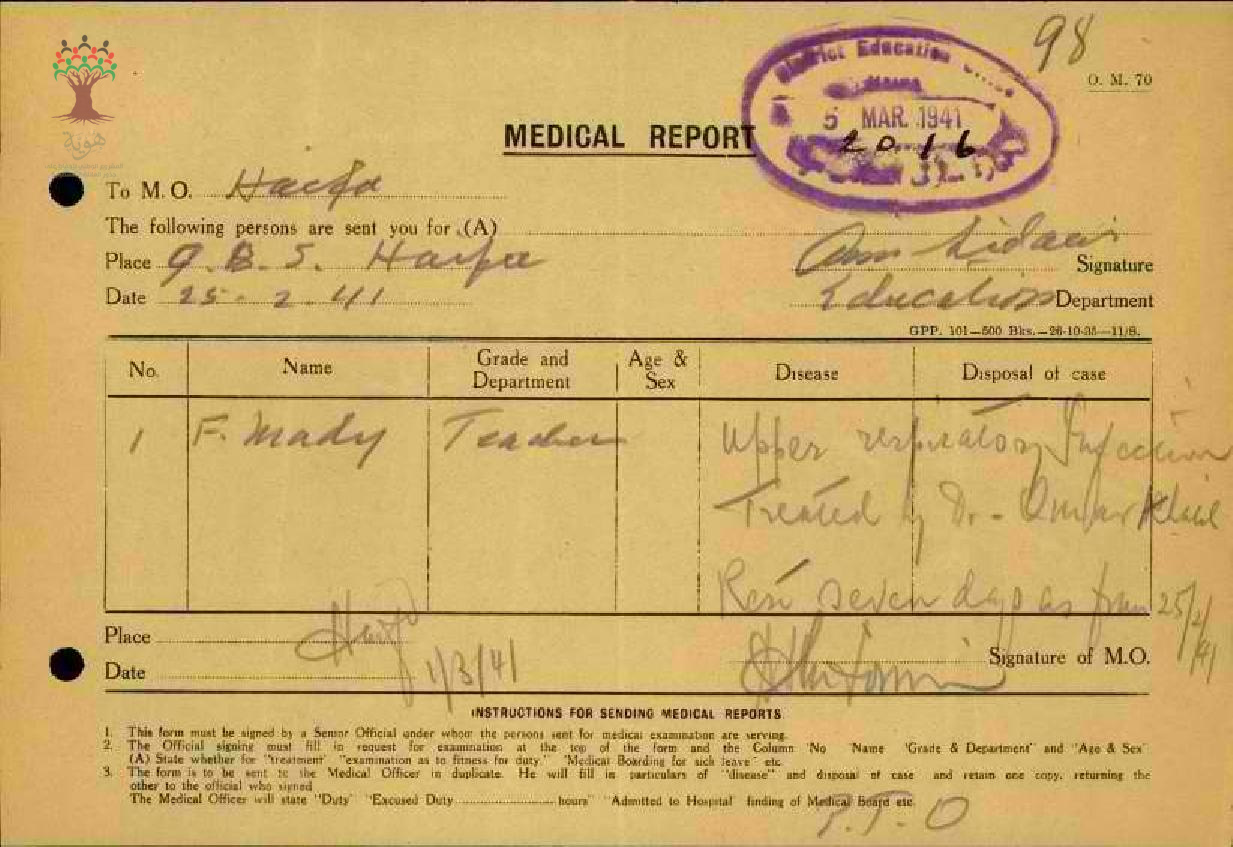 98
O. M. 70
District Education
5 MAR. 1941
2016
MEDICAL REPORT
هوية
To M.O. Haifa
The following persons are sent you for (A)
Place G.B.S. Haifa
Signature
Date 25-2-41
Education Department
GPP. 101—500 Bks.—26-10-35—11/8.
No. Name Grade and Department Age & Sex Disease Disposal of case
1 F. Mady Teacher Upper respiratory Infection
Treated by Dr. Omar Khalil
Rest seven days as from 25/2/41
Place Haifa
Date 1/3/41
Signature of M.O.
INSTRUCTIONS FOR SENDING MEDICAL REPORTS
1. This form must be signed by a Senior Official under whom the persons sent for medical examination are serving.
2. The Official signing must fill in request for examination at the top of the form and the Column 'No 'Name 'Grade & Department" and "Age & Sex"
(A) State whether for "treatment" "examination as to fitness for duty." "Medical Boarding for sick leave" etc.
3. The form is to be sent to the Medical Officer in duplicate. He will fill in particulars of "disease" and disposal of case and retain one copy, returning the
other to the official who signed
The Medical Officer will state "Duty" "Excused Duty ........ hours" "Admitted to Hospital" finding of Medical Board etc.
P.T.O